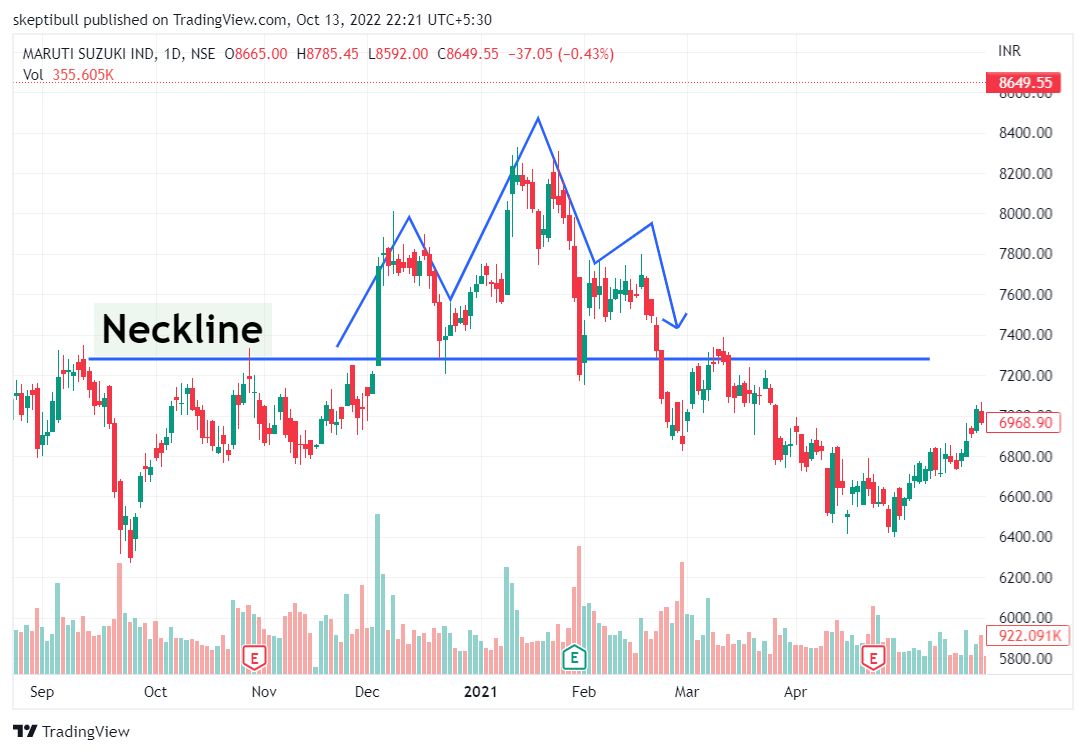 skeptibull published on TradingView.com, Oct 13, 2022 22:21 UTC+5:30
MARUTI SUZUKI IND, 1D, NSE O8665.00 H8785.45 L8592.00 C8649.55 −37.05 (−0.43%)
Vol 355.605K
INR
8649.55
8600.00
8400.00
8200.00
8000.00
7800.00
7600.00
7400.00
7200.00
7000.00
6968.90
6800.00
6600.00
6400.00
6200.00
6000.00
922.091K
5800.00
Neckline
E
E
E
Sep Oct Nov Dec 2021 Feb Mar Apr
TradingView